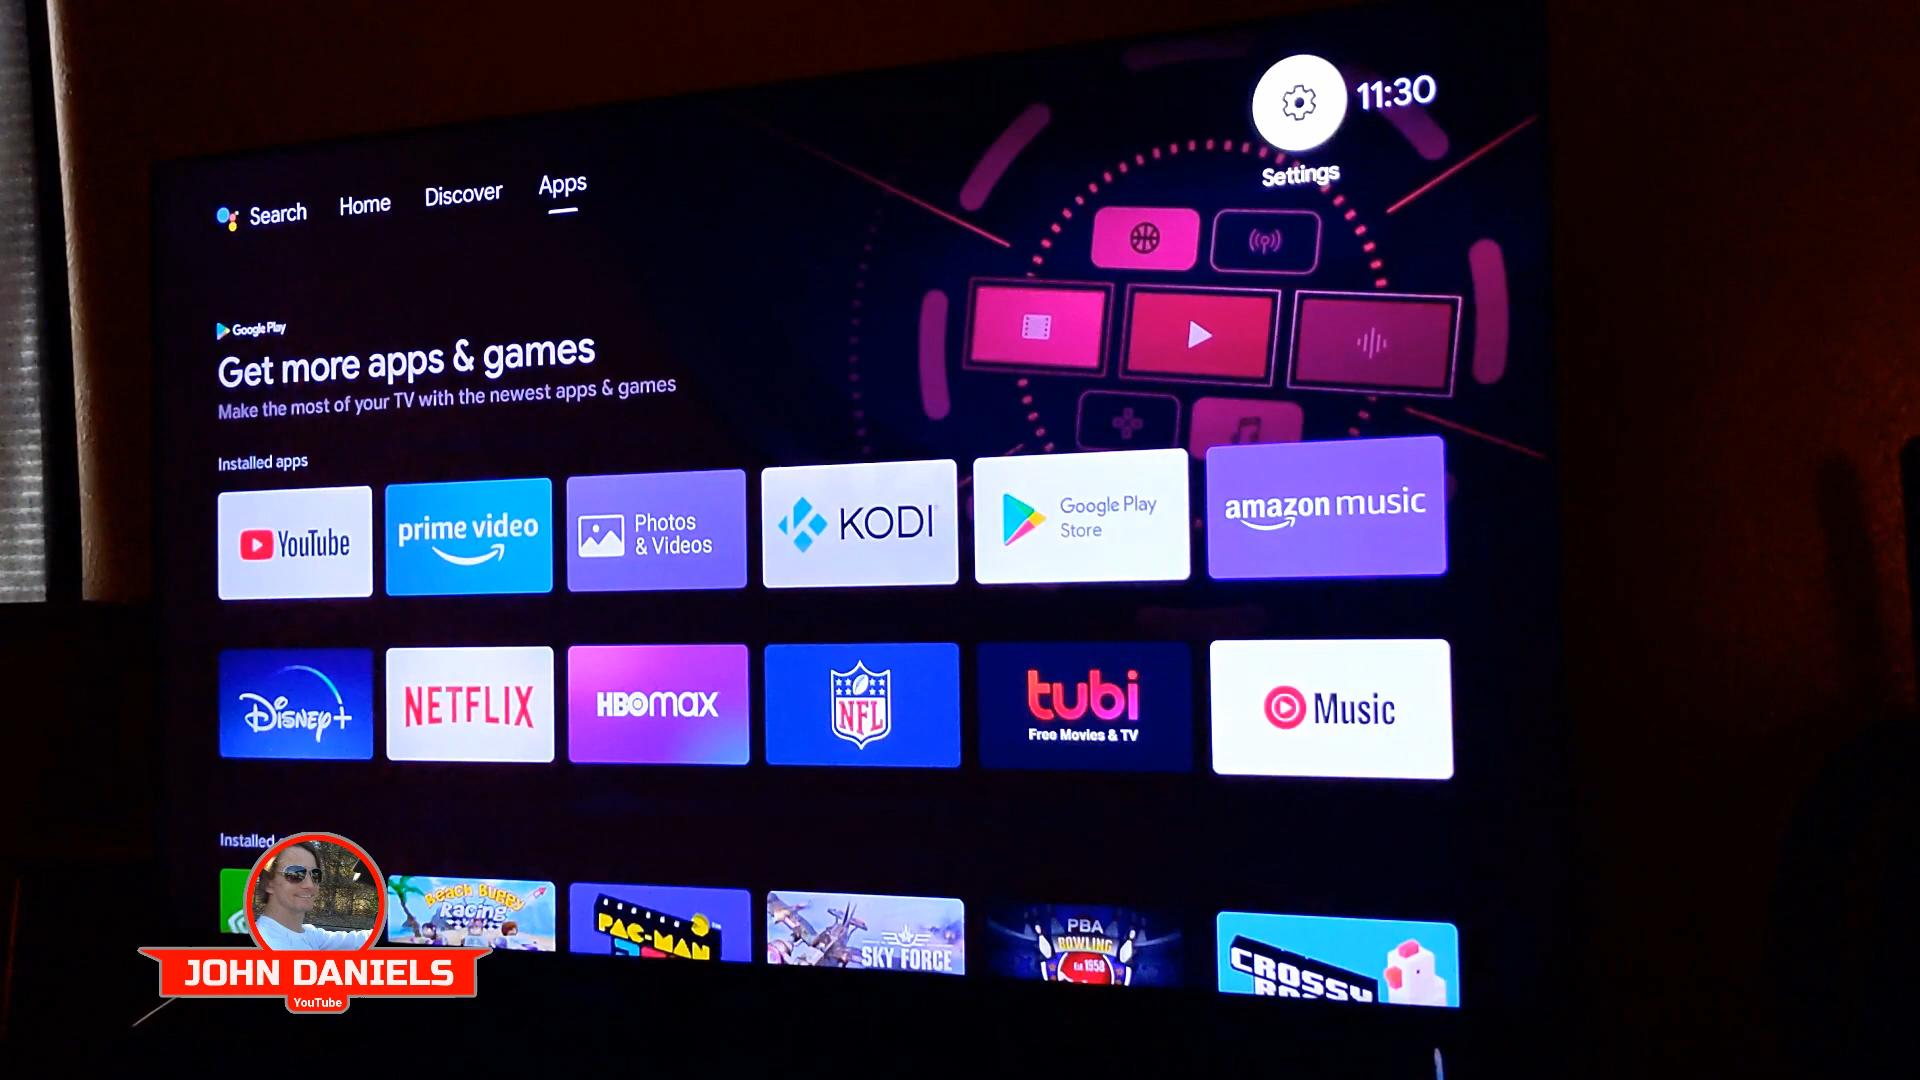 11:30
Settings
Search Home Discover Apps
Google Play
Get more apps & games
Make the most of your TV with the newest apps & games
Installed apps
YouTube
prime video
Photos
& Videos
KODI
Google Play
Store
amazon music
Disney+
NETFLIX
HBOmax
NFL
tubi
Free Movies & TV
Music
Installed
Beach Buggy
Racing
PAC-MAN
SKY FORCE
PBA
BOWLING
Est 1958
CROSSY
JOHN DANIELS
YouTube